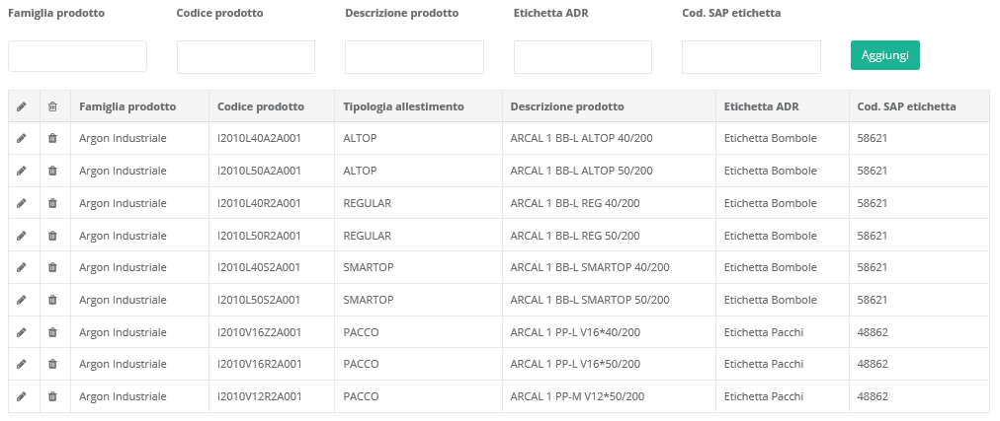 Famiglia prodotto Codice prodotto Descrizione prodotto Etichetta ADR Cod. SAP etichetta
Aggiungi
Famiglia prodotto Codice prodotto Tipologia allestimento Descrizione prodotto Etichetta ADR Cod. SAP etichetta
Argon Industriale I2010L40A2A001 ALTOP ARCAL 1 BB-L ALTOP 40/200 Etichetta Bombole 58621
Argon Industriale I2010L50A2A001 ALTOP ARCAL 1 BB-L ALTOP 50/200 Etichetta Bombole 58621
Argon Industriale I2010L40R2A001 REGULAR ARCAL 1 BB-L REG 40/200 Etichetta Bombole 58621
Argon Industriale I2010L50R2A001 REGULAR ARCAL 1 BB-L REG 50/200 Etichetta Bombole 58621
Argon Industriale I2010L40S2A001 SMARTOP ARCAL 1 BB-L SMARTOP 40/200 Etichetta Bombole 58621
Argon Industriale I2010L50S2A001 SMARTOP ARCAL 1 BB-L SMARTOP 50/200 Etichetta Bombole 58621
Argon Industriale I2010V16Z2A001 PACCO ARCAL 1 PP-L V16*40/200 Etichetta Pacchi 48862
Argon Industriale I2010V16R2A001 PACCO ARCAL 1 PP-L V16*50/200 Etichetta Pacchi 48862
Argon Industriale I2010V12R2A001 PACCO ARCAL 1 PP-M V12*50/200 Etichetta Pacchi 48862